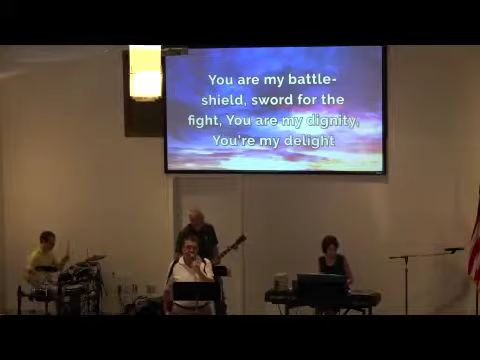 You are my battle-
shield, sword for the
fight, You are my dignity,
You're my delight